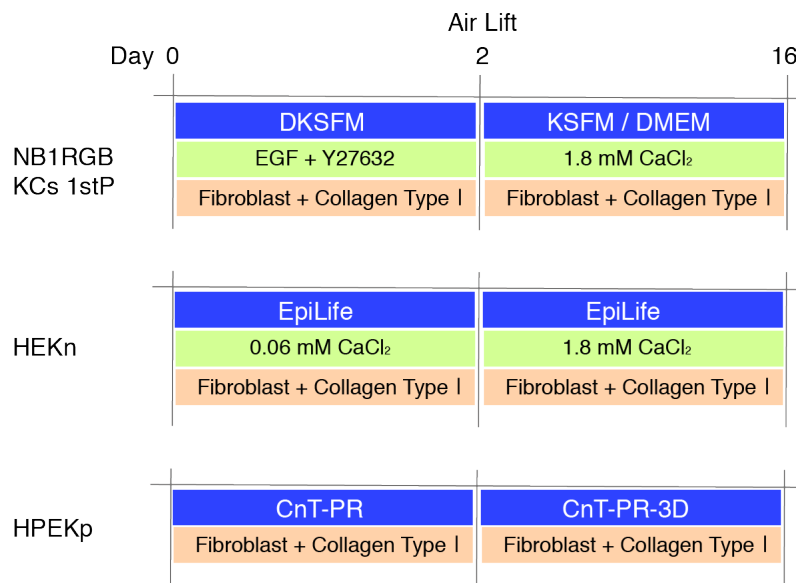 Air Lift
Day 0 2 16
NB1RGB
KCs 1stP
DKSFM KSFM / DMEM
EGF + Y27632 1.8 mM CaCl₂
Fibroblast + Collagen Type I Fibroblast + Collagen Type I
HEKn
EpiLife EpiLife
0.06 mM CaCl₂ 1.8 mM CaCl₂
Fibroblast + Collagen Type I Fibroblast + Collagen Type I
HPEKp
CnT-PR CnT-PR-3D
Fibroblast + Collagen Type I Fibroblast + Collagen Type I